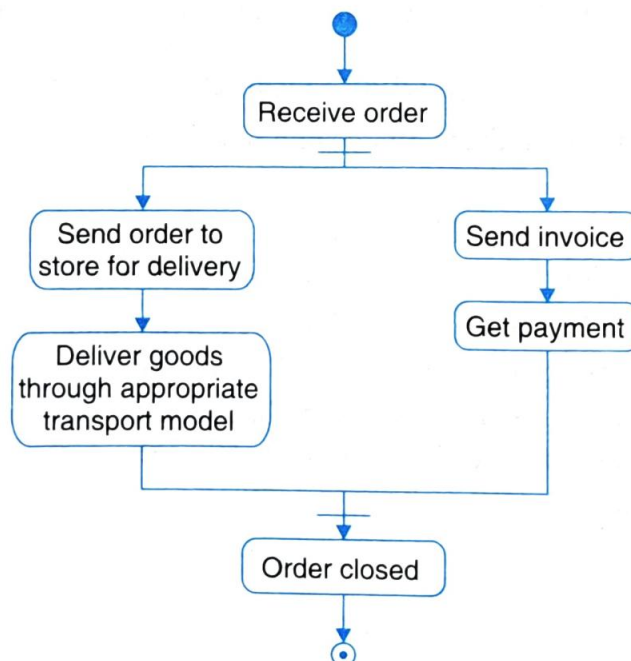 Receive order
Send order to
store for delivery
Deliver goods
through appropriate
transport model
Send invoice
Get payment
Order closed